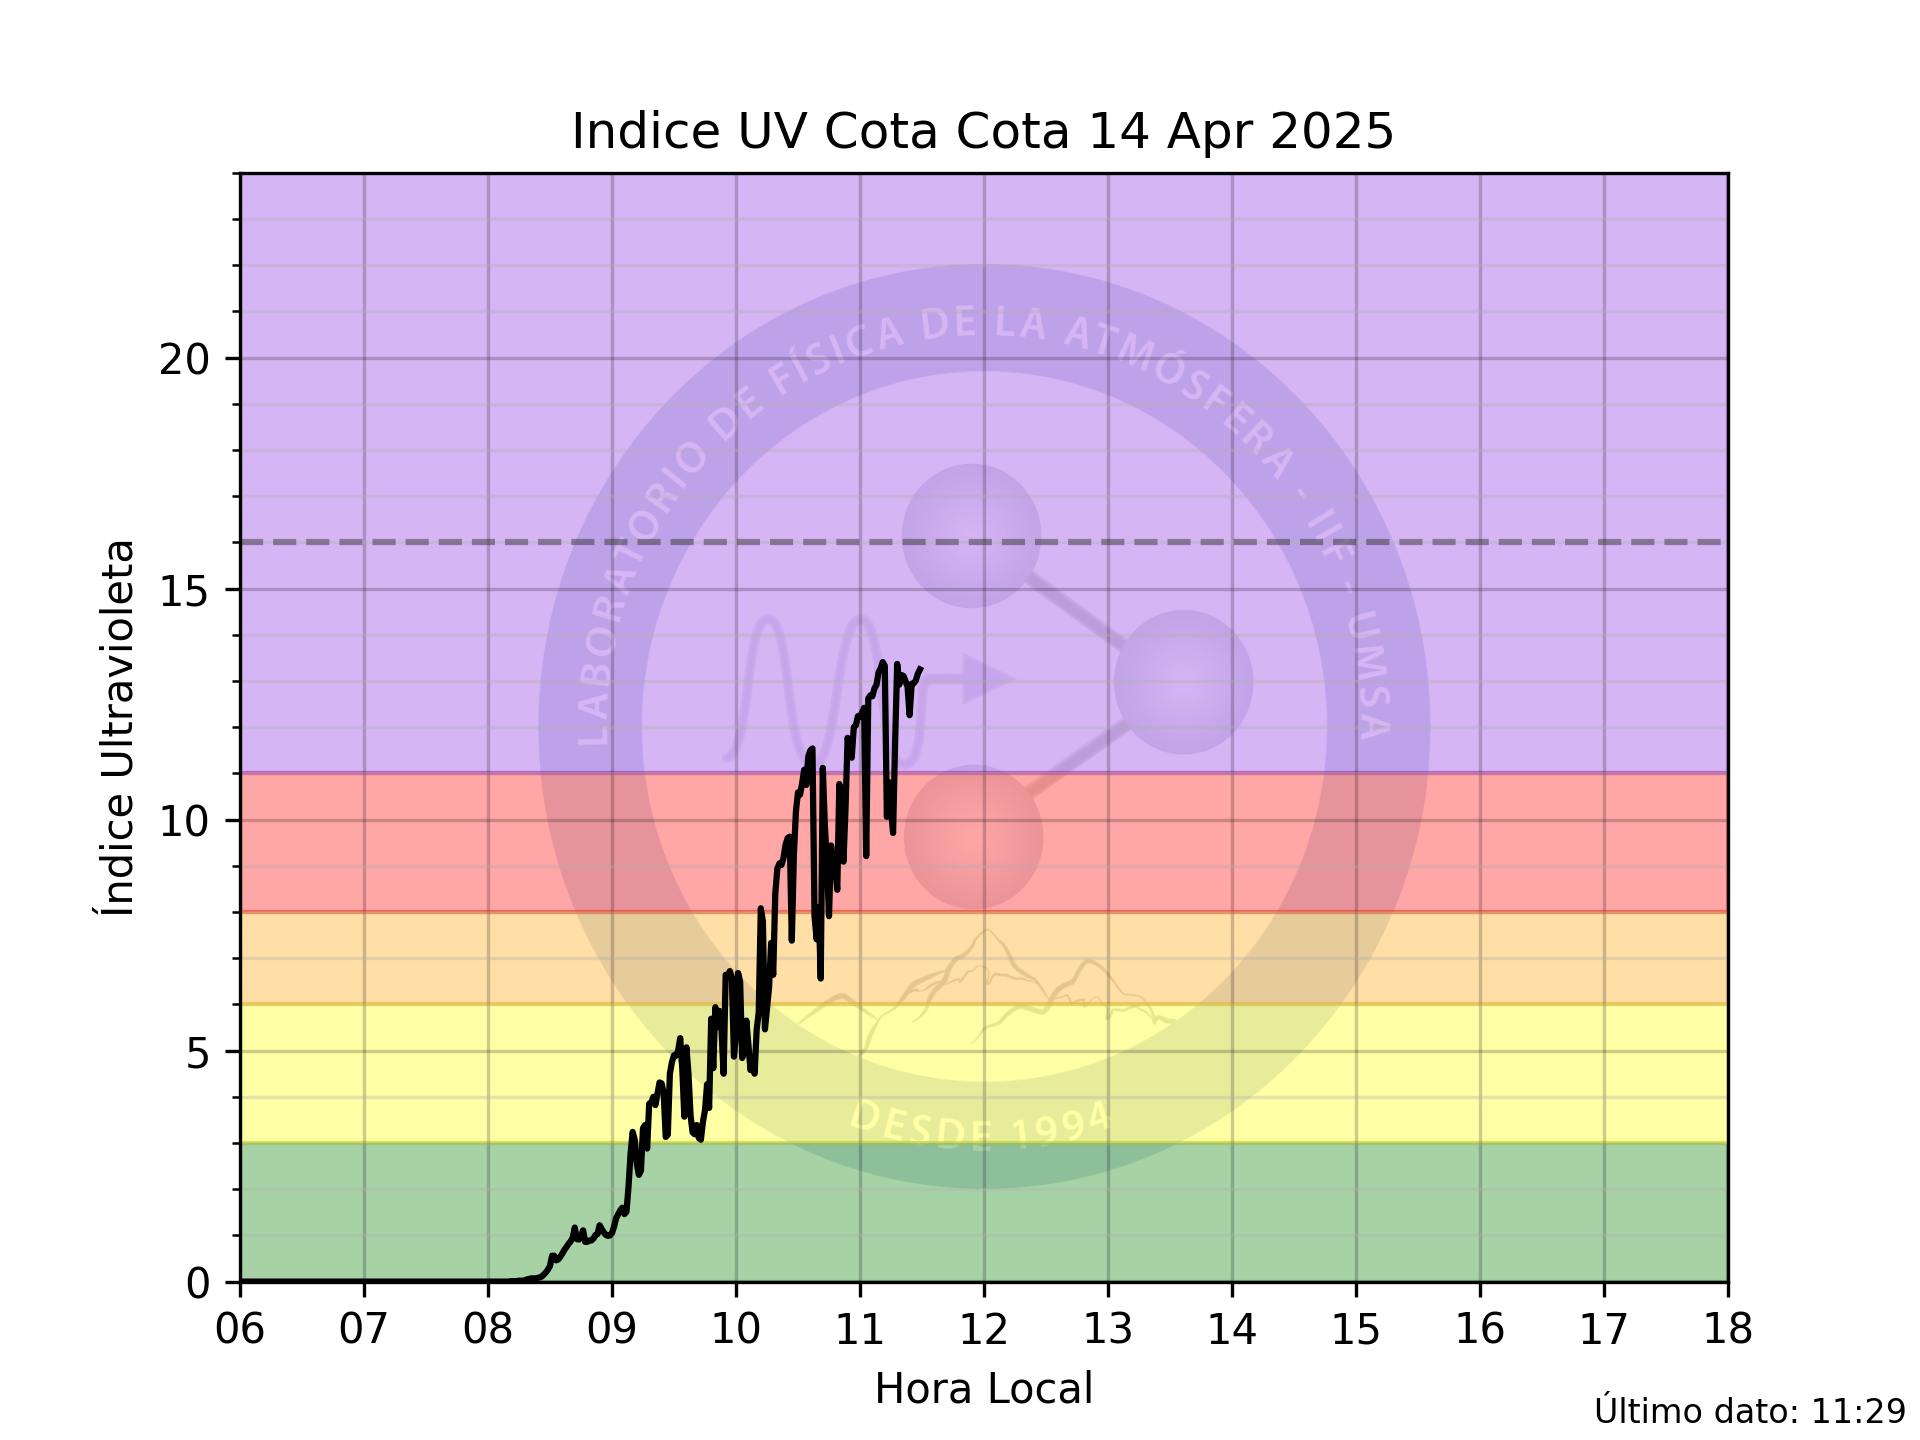 Indice UV Cota Cota 14 Apr 2025
Índice Ultravioleta
20
15
10
5
0
LABORATORIO DE FÍSICA DE LA ATMÓSFERA - IIF - UMSA
DESDE 1994
06 07 08 09 10 11 12 13 14 15 16 17 18
Hora Local
Último dato: 11:29